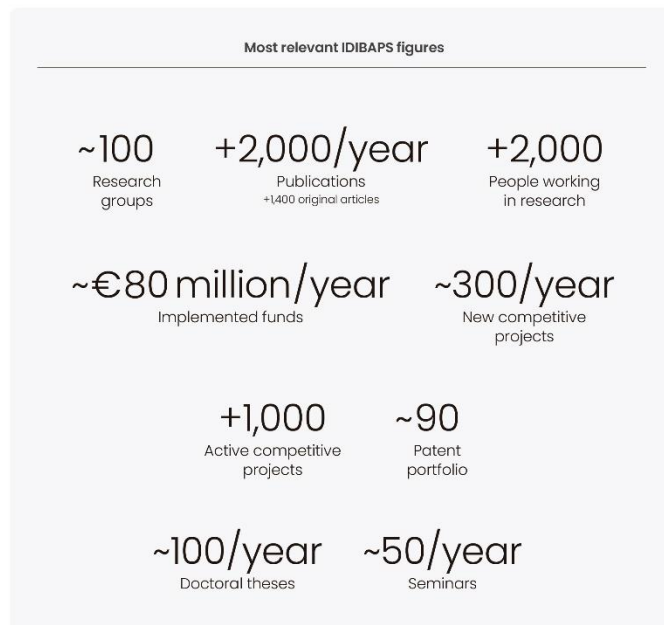 Most relevant IDIBAPS figures
~100
Research
groups
+2,000/year
Publications
+1,400 original articles
+2,000
People working
in research
~€80 million/year
Implemented funds
~300/year
New competitive
projects
+1,000
Active competitive
projects
~90
Patent
portfolio
~100/year
Doctoral theses
~50/year
Seminars